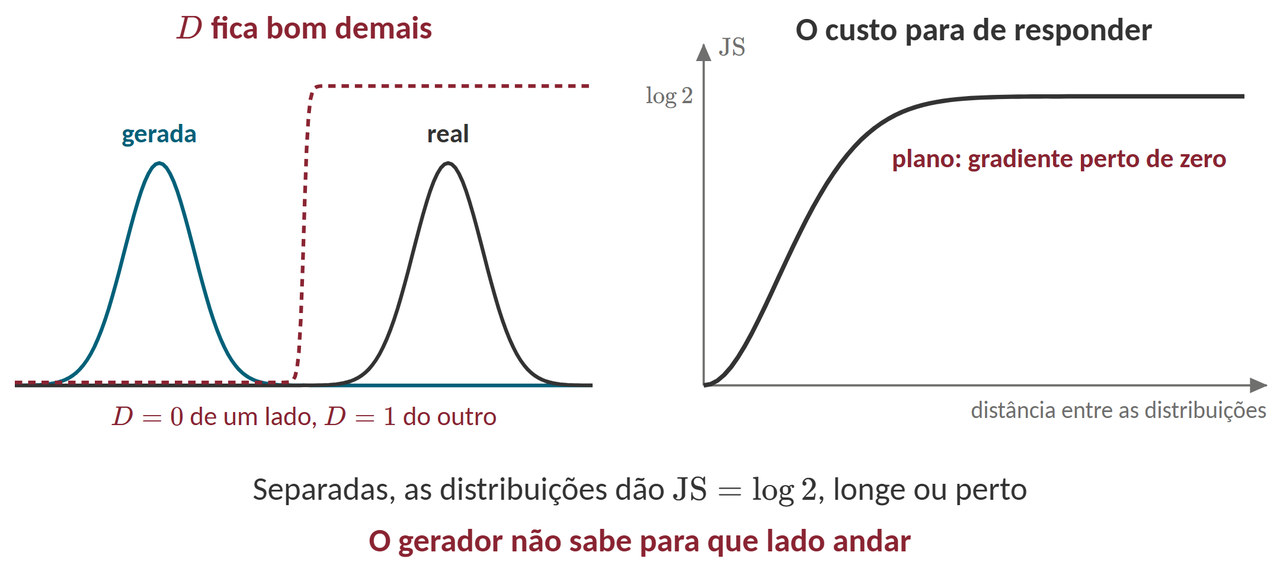 D fica bom demais
gerada
real
D = 0 de um lado, D = 1 do outro
O custo para de responder
JS
log 2
plano: gradiente perto de zero
distância entre as distribuições
Separadas, as distribuições dão JS = log 2, longe ou perto
O gerador não sabe para que lado andar